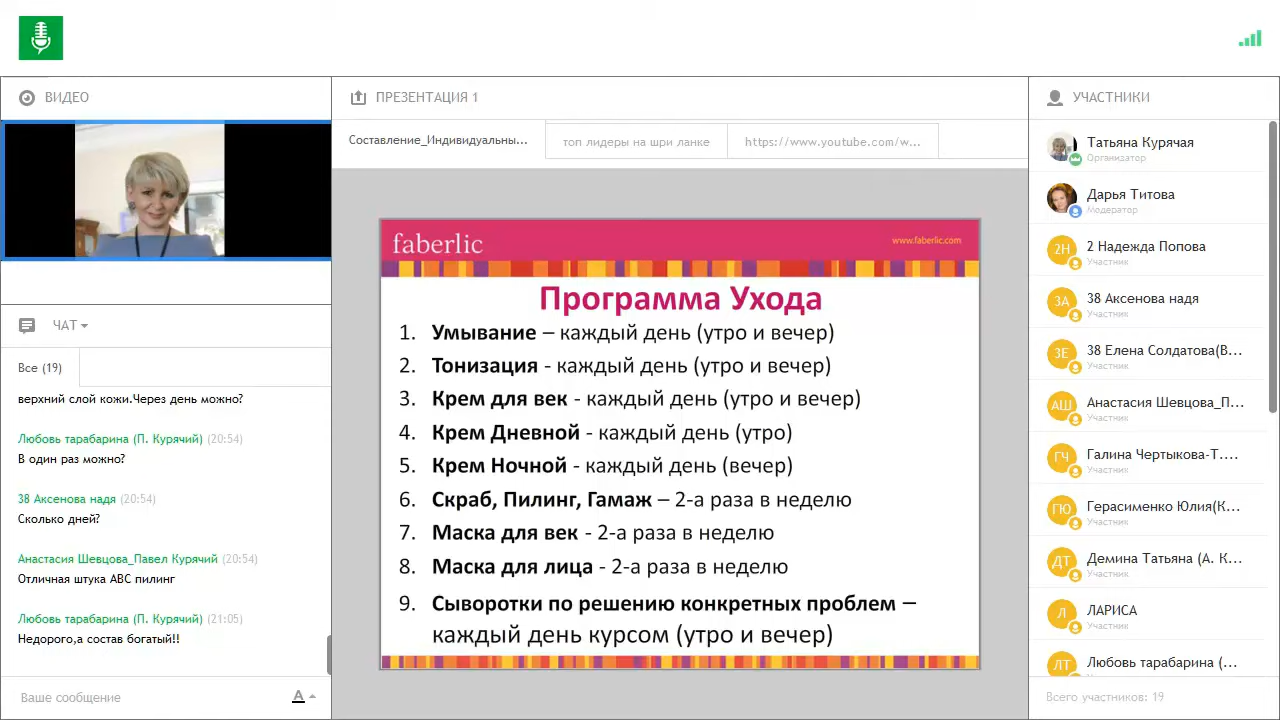 ВИДЕО
ПРЕЗЕНТАЦИЯ 1
УЧАСТНИКИ
Составление_Индивидуальны...
топ лидеры на шри ланке
https://www.youtube.com/w...
faberlic
www.faberlic.com
Программа Ухода
1. Умывание – каждый день (утро и вечер)
2. Тонизация - каждый день (утро и вечер)
3. Крем для век - каждый день (утро и вечер)
4. Крем Дневной - каждый день (утро)
5. Крем Ночной - каждый день (вечер)
6. Скраб, Пилинг, Гамаж – 2-а раза в неделю
7. Маска для век - 2-а раза в неделю
8. Маска для лица - 2-а раза в неделю
9. Сыворотки по решению конкретных проблем –
каждый день курсом (утро и вечер)
ЧАТ
Все (19)
верхний слой кожи.Через день можно?
Любовь тарабарина (П. Курячий) (20:54)
В один раз можно?
38 Аксенова надя (20:54)
Сколько дней?
Анастасия Шевцова_Павел Курячий (20:54)
Отличная штука АВС пилинг
Любовь тарабарина (П. Курячий) (21:05)
Недорого,а состав богатый!!
Ваше сообщение
A
Татьяна Курячая
Организатор
Дарья Титова
Модератор
2Н
2 Надежда Попова
Участник
ЗА
38 Аксенова надя
Участник
ЗЕ
38 Елена Солдатова(В...
Участник
АШ
Анастасия Шевцова_П...
Участник
ГЧ
Галина Чертыкова-Т....
Участник
ГЮ
Герасименко Юлия(К...
Участник
ДТ
Демина Татьяна (А. К...
Участник
Л
ЛАРИСА
Участник
ЛТ
Любовь тарабарина (...
Всего участников: 19